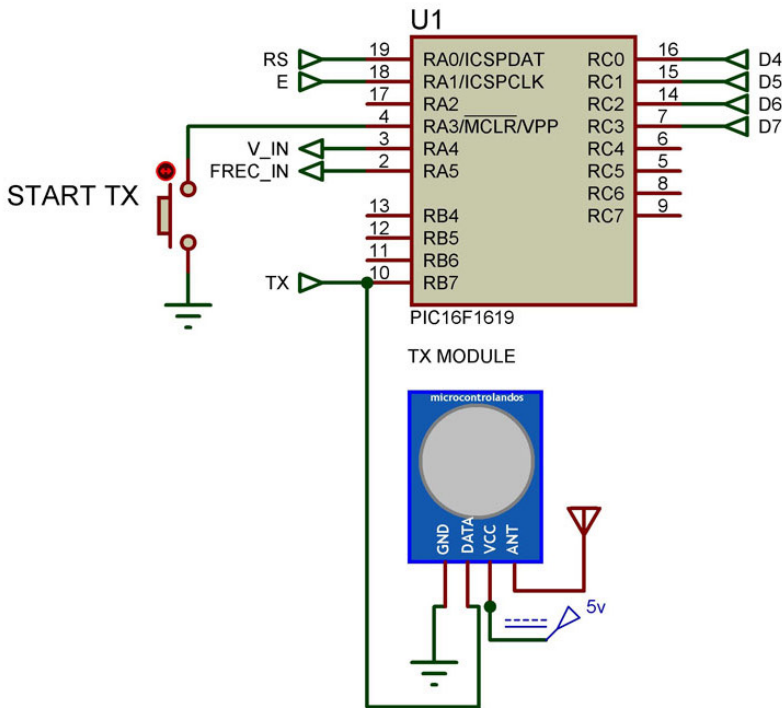 U1
RS 19 RA0/ICSPDAT RC0 16 D4
E 18 RA1/ICSPCLK RC1 15 D5
17 RA2 RC2 14 D6
4 RA3/MCLR/VPP RC3 7 D7
V_IN 3 RA4 RC4 6
FREC_IN 2 RA5 RC5 5
RC6 8
START TX
13 RB4 RC7 9
12 RB5
11 RB6
TX 10 RB7
PIC16F1619
TX MODULE
microcontrolandos
GND DATA VCC ANT
5v